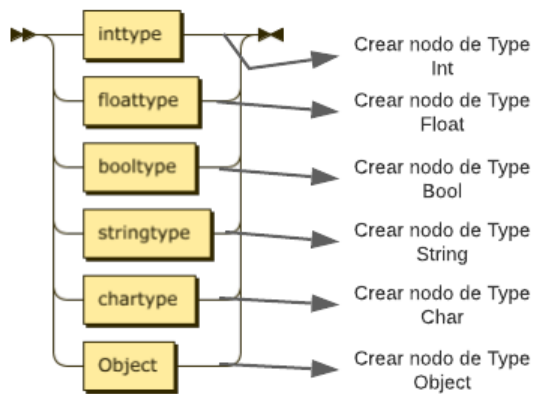 inttype
Crear nodo de Type
Int
floattype
Crear nodo de Type
Float
booltype
Crear nodo de Type
Bool
stringtype
Crear nodo de Type
String
chartype
Crear nodo de Type
Char
Object
Crear nodo de Type
Object